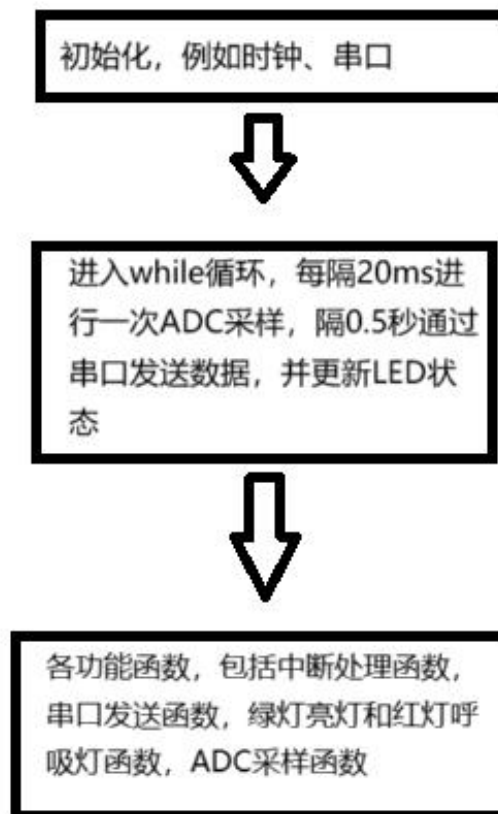 初始化，例如时钟、串口
进入while循环，每隔20ms进
行一次ADC采样，隔0.5秒通过
串口发送数据，并更新LED状
态
各功能函数，包括中断处理函数，
串口发送函数，绿灯亮灯和红灯呼
吸灯函数，ADC采样函数